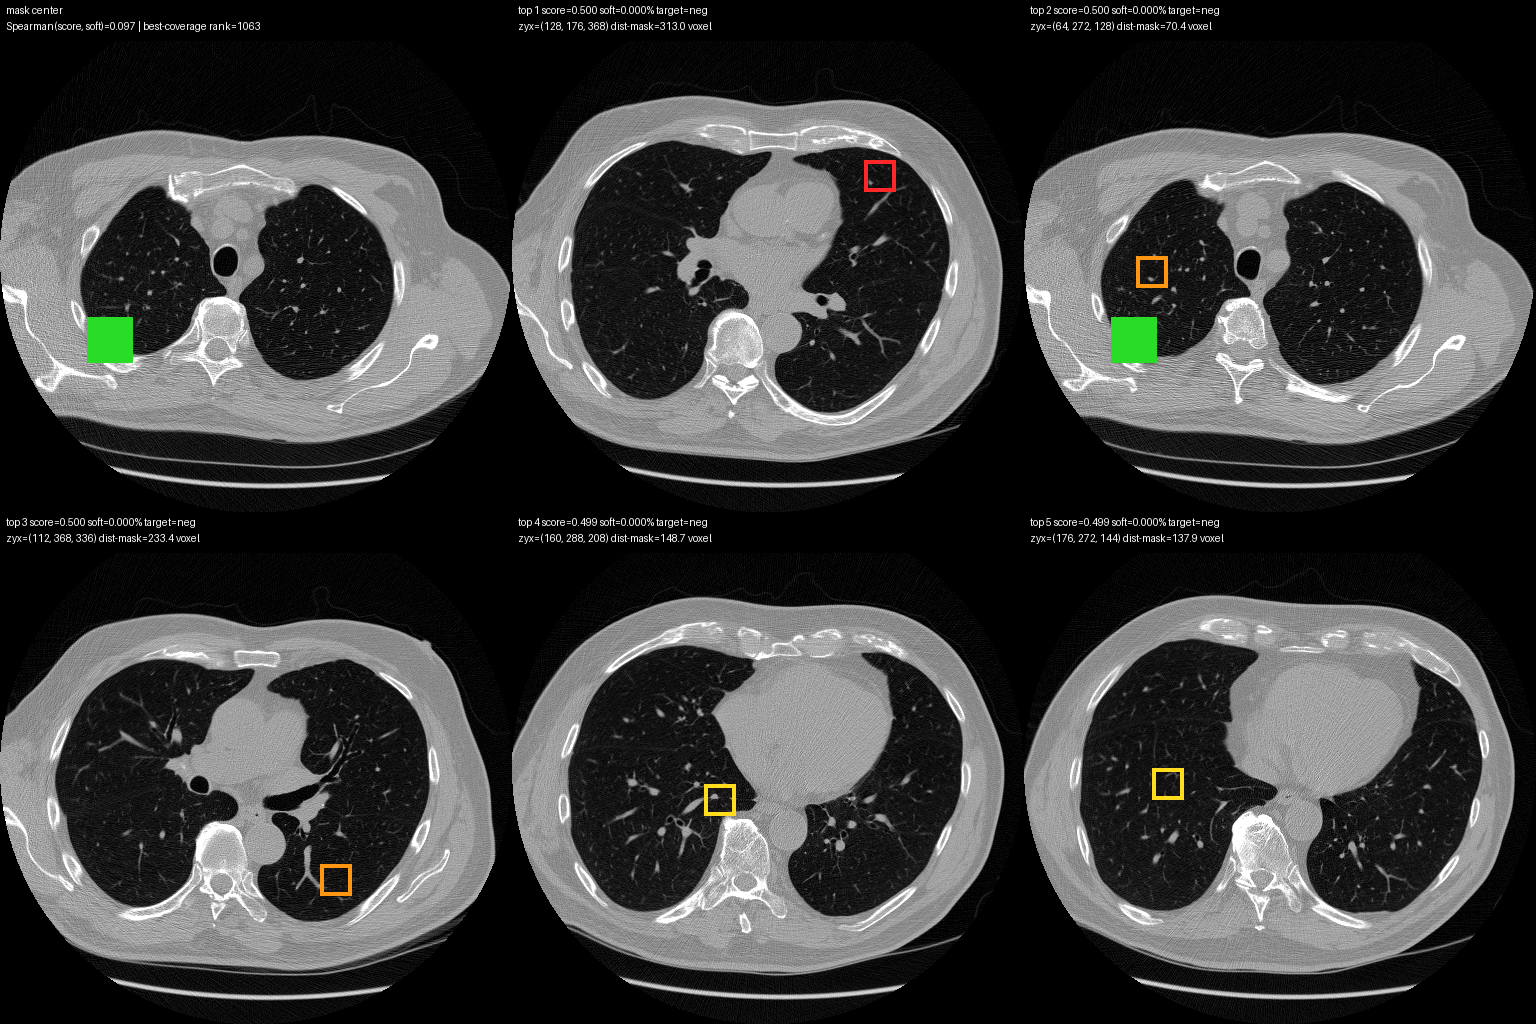 mask center
Spearman(score, soft)=0.097 | best-coverage rank=1063
top 1 score=0.500 soft=0.000% target=neg
zyx=(128, 176, 368) dist-mask=313.0 voxel
top 2 score=0.500 soft=0.000% target=neg
zyx=(64, 272, 128) dist-mask=70.4 voxel
top 3 score=0.500 soft=0.000% target=neg
zyx=(112, 368, 336) dist-mask=233.4 voxel
top 4 score=0.499 soft=0.000% target=neg
zyx=(160, 288, 208) dist-mask=148.7 voxel
top 5 score=0.499 soft=0.000% target=neg
zyx=(176, 272, 144) dist-mask=137.9 voxel